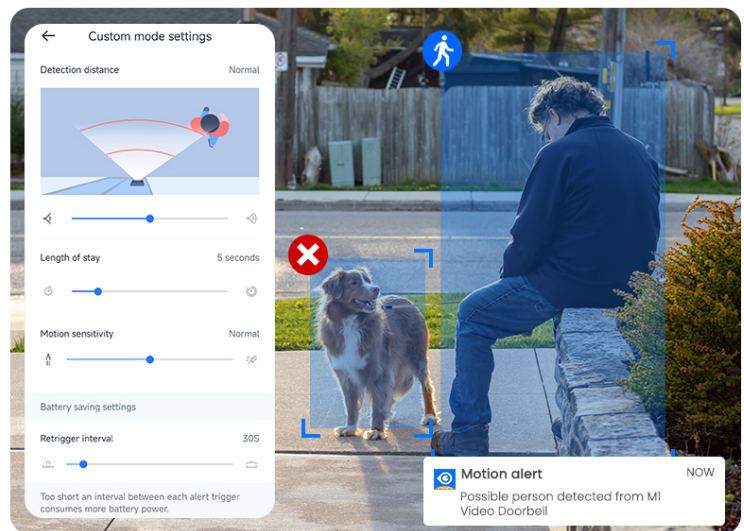 Custom mode settings
Detection distance Normal
Length of stay 5 seconds
Motion sensitivity Normal
Battery saving settings
Retrigger interval 30S
Too short an interval between each alert trigger
consumes more battery power.
Motion alert NOW
Possible person detected from M1
Video Doorbell